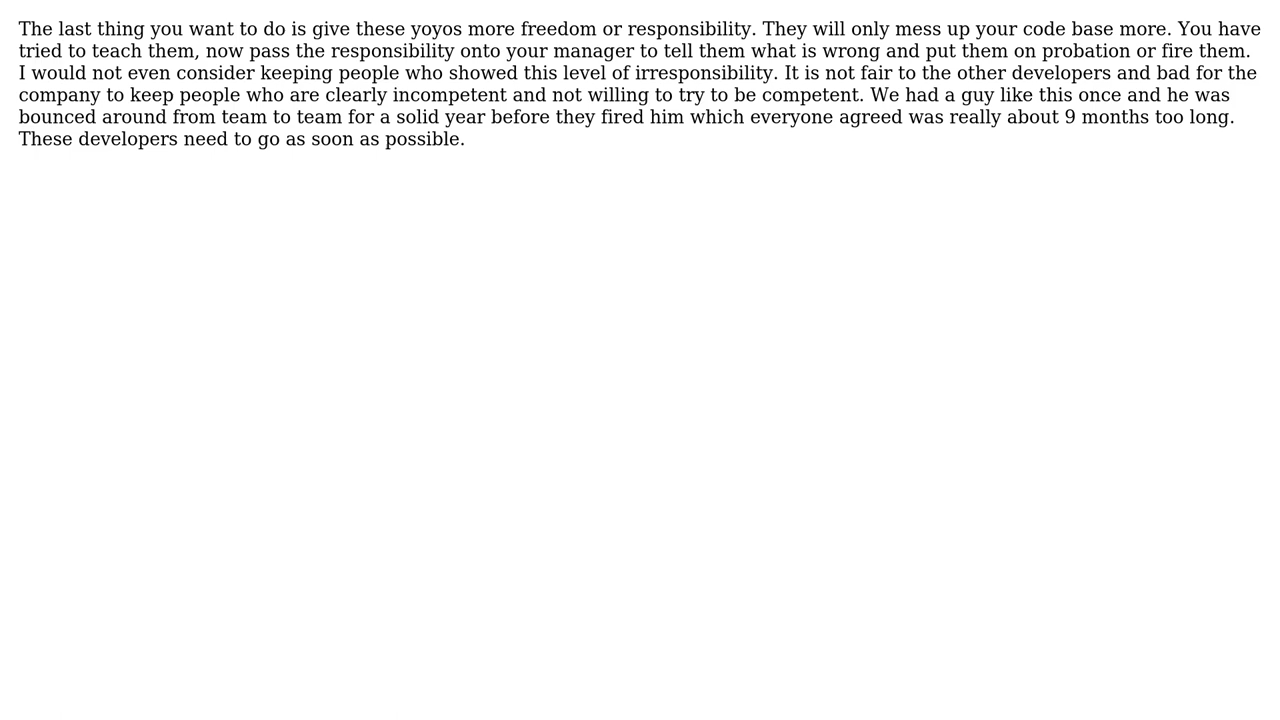 The last thing you want to do is give these yoyos more freedom or responsibility. They will only mess up your code base more. You have
tried to teach them, now pass the responsibility onto your manager to tell them what is wrong and put them on probation or fire them.
I would not even consider keeping people who showed this level of irresponsibility. It is not fair to the other developers and bad for the
company to keep people who are clearly incompetent and not willing to try to be competent. We had a guy like this once and he was
bounced around from team to team for a solid year before they fired him which everyone agreed was really about 9 months too long.
These developers need to go as soon as possible.